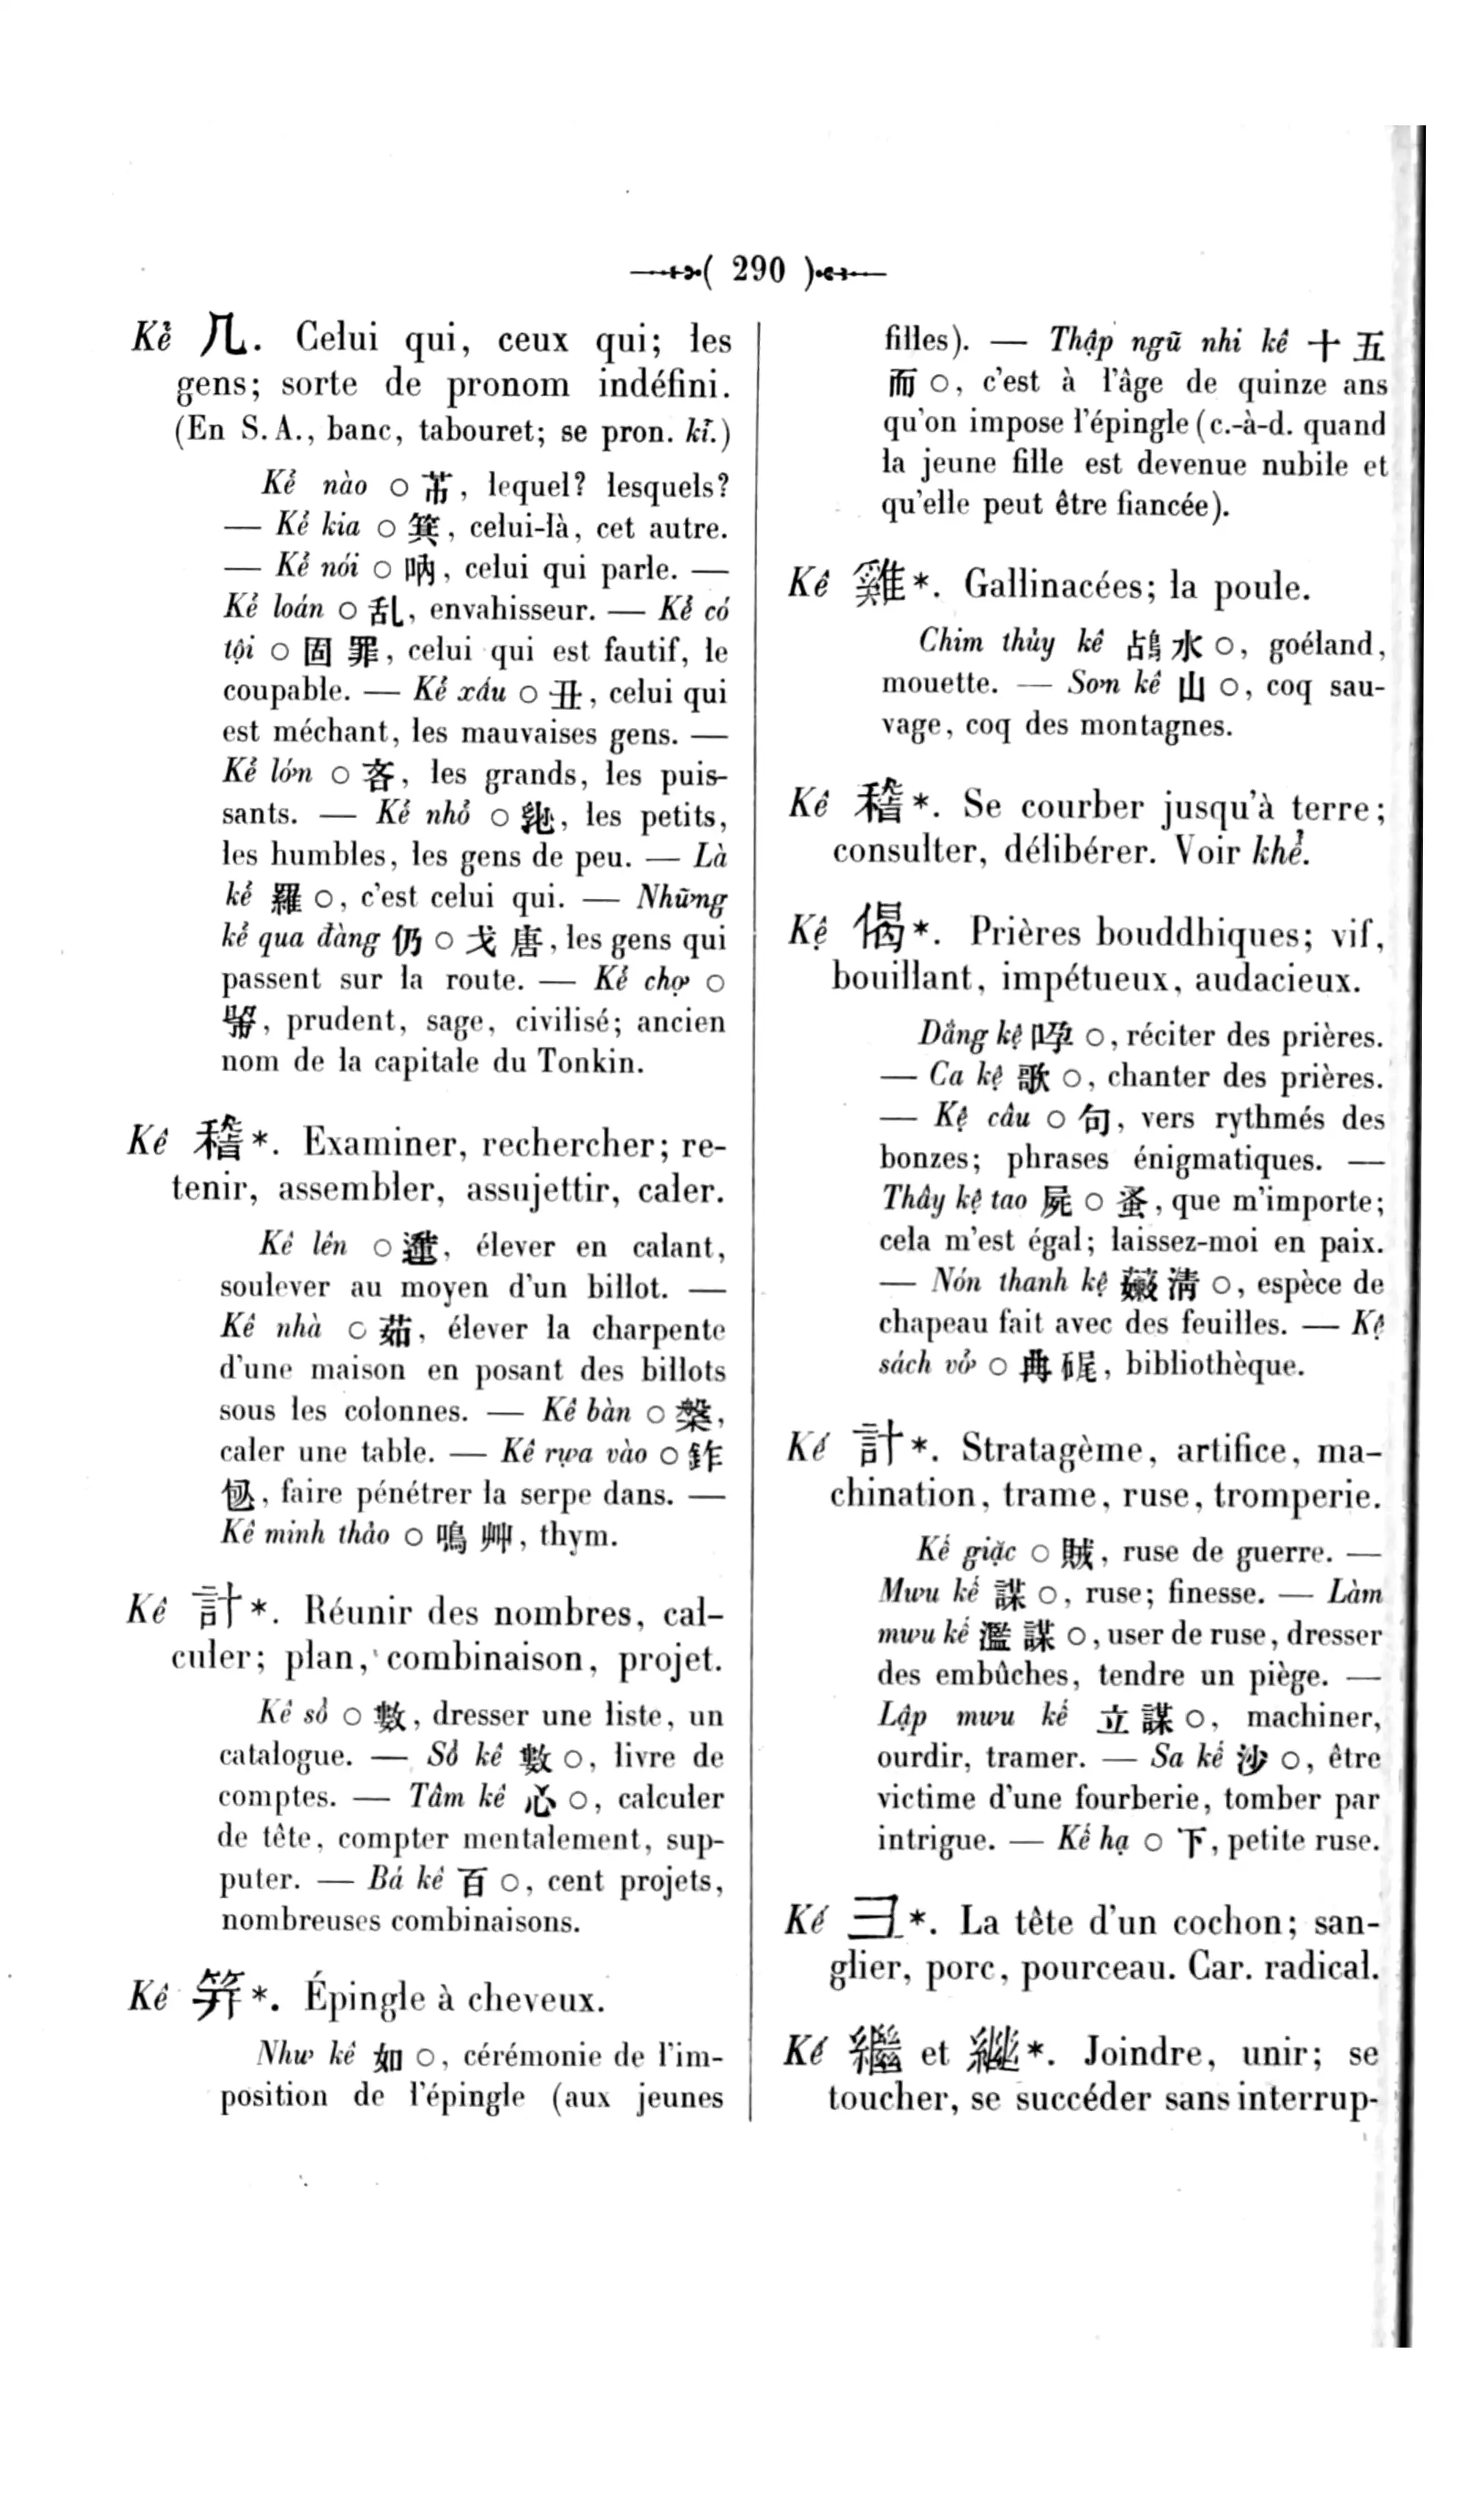 ( 290 )
Kẻ 几. Celui qui, ceux qui; les
gens; sorte de pronom indéfini.
(En S. A., banc, tabouret; se pron. kỉ.)
Kẻ nào ○ 芇, lequel? lesquels?
— Kẻ kia ○ 箕, celui-là, cet autre.
— Kẻ nói ○ 吶, celui qui parle. —
Kẻ loán ○ 乱, envahisseur. — Kẻ có
tội ○ 固 罪, celui qui est fautif, le
coupable. — Kẻ xấu ○ 丑, celui qui
est méchant, les mauvaises gens. —
Kẻ lớn ○ 吝, les grands, les puis-
sants. — Kẻ nhỏ ○, les petits,
les humbles, les gens de peu. — Là
kẻ 羅 ○, c'est celui qui. — Những
kẻ qua đàng 仍 ○ 戈 唐, les gens qui
passent sur la route. — Kẻ chợ ○
, prudent, sage, civilisé; ancien
nom de la capitale du Tonkin.
Kê 稽*. Examiner, rechercher; re-
tenir, assembler, assujettir, caler.
Kê lên ○, élever en calant,
soulever au moyen d'un billot. —
Kê nhà ○ 茹, élever la charpente
d'une maison en posant des billots
sous les colonnes. — Kê bàn ○ 槃,
caler une table. — Kê rựa vào ○ 鉎
, faire pénétrer la serpe dans. —
Kê minh thảo ○ 鳴 艸, thym.
Kê 計*. Réunir des nombres, cal-
culer; plan, combinaison, projet.
Kê sổ ○ 數, dresser une liste, un
catalogue. — Sổ kê 數 ○, livre de
comptes. — Tâm kê 心 ○, calculer
de tête, compter mentalement, sup-
puter. — Bá kê 百 ○, cent projets,
nombreuses combinaisons.
Kê 笄*. Épingle à cheveux.
Như kê 如 ○, cérémonie de l'im-
position de l'épingle (aux jeunes
filles). — Thập ngũ nhi kê 十 五
而 ○, c'est à l'âge de quinze ans
qu'on impose l'épingle (c.-à-d. quand
la jeune fille est devenue nubile et
qu'elle peut être fiancée).
Kê 雞*. Gallinacées; la poule.
Chim thủy kê 鴣 水 ○, goéland,
mouette. — Sơn kê 山 ○, coq sau-
vage, coq des montagnes.
Kê 稽*. Se courber jusqu'à terre;
consulter, délibérer. Voir khể.
Kệ 偈*. Prières bouddhiques; vif,
bouillant, impétueux, audacieux.
Dâng kệ ○, réciter des prières.
— Ca kệ 歌 ○, chanter des prières.
— Kệ câu ○ 句, vers rythmés des
bonzes; phrases énigmatiques. —
Thây kệ tao 屍 ○ 蚤, que m'importe;
cela m'est égal; laissez-moi en paix.
— Nón thanh kệ 清 ○, espèce de
chapeau fait avec des feuilles. — Kệ
sách vở ○ 冊, bibliothèque.
Kế 計*. Stratagème, artifice, ma-
chination, trame, ruse, tromperie.
Kế giặc ○ 賊, ruse de guerre. —
Mưu kế 謀 ○, ruse; finesse. — Làm
mưu kế 濫 謀 ○, user de ruse, dresser
des embûches, tendre un piège. —
Lập mưu kế 立 謀 ○, machiner,
ourdir, tramer. — Sa kế 沙 ○, être
victime d'une fourberie, tomber par
intrigue. — Kế hạ ○ 下, petite ruse.
Kế 彐*. La tête d'un cochon; san-
glier, porc, pourceau. Car. radical.
Kế 繼 et 継*. Joindre, unir; se
toucher, se succéder sans interrup-